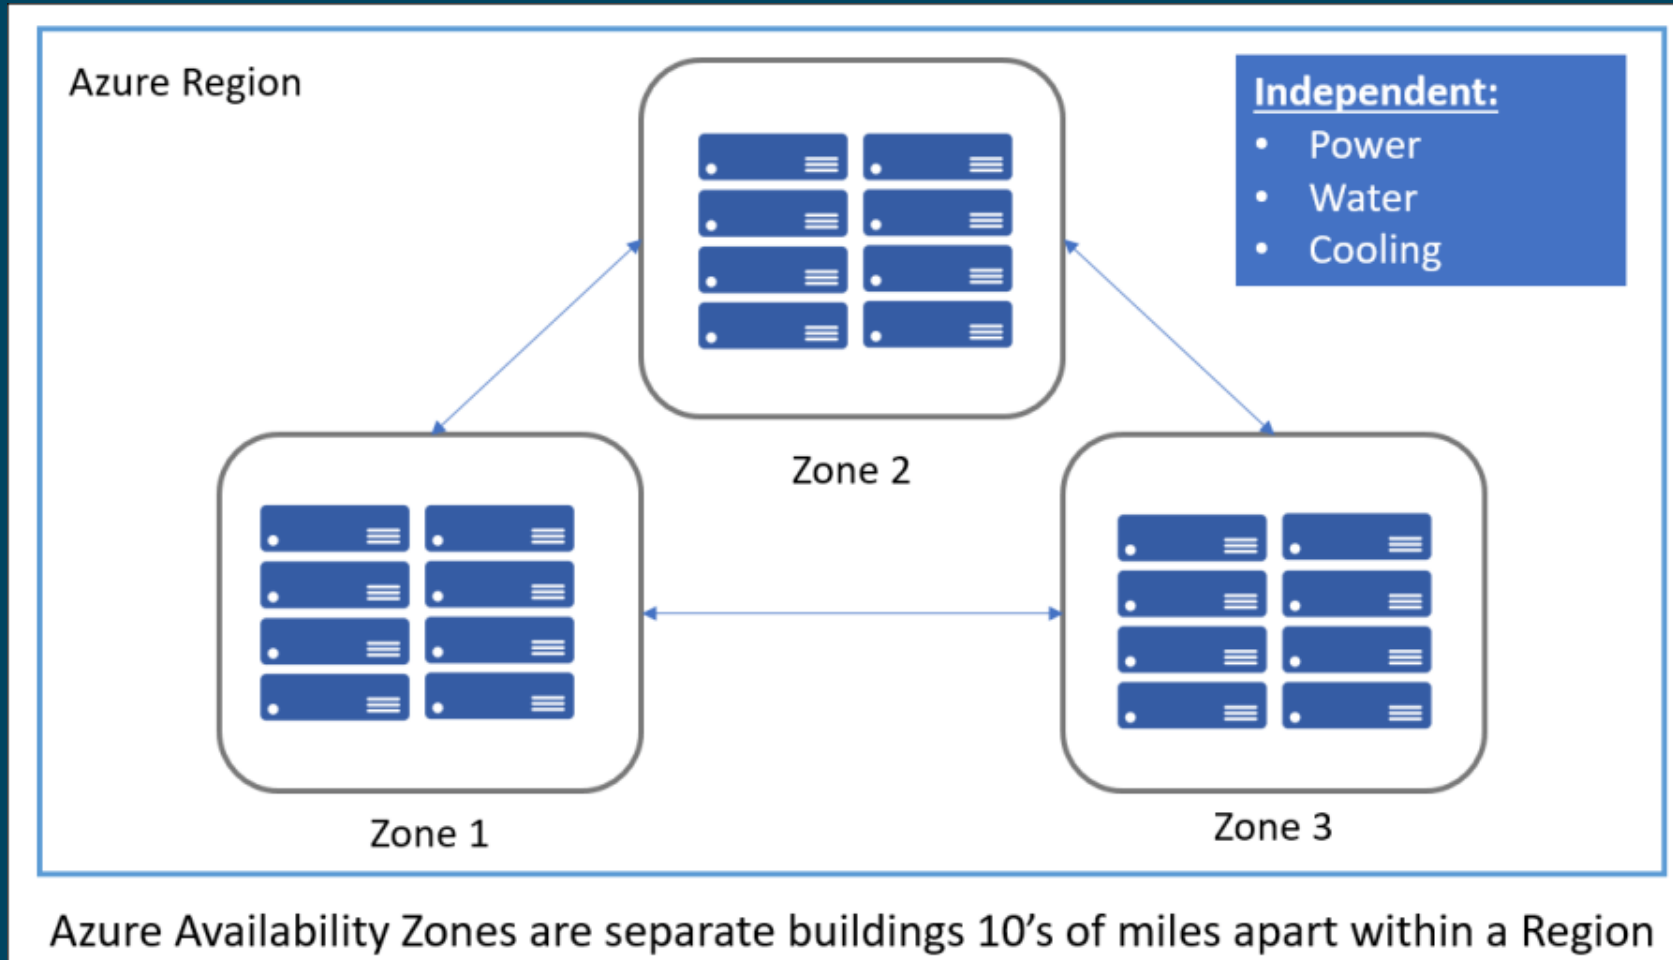 Azure Region
Independent:
• Power
• Water
• Cooling
Zone 2
Zone 1
Zone 3
Azure Availability Zones are separate buildings 10's of miles apart within a Region